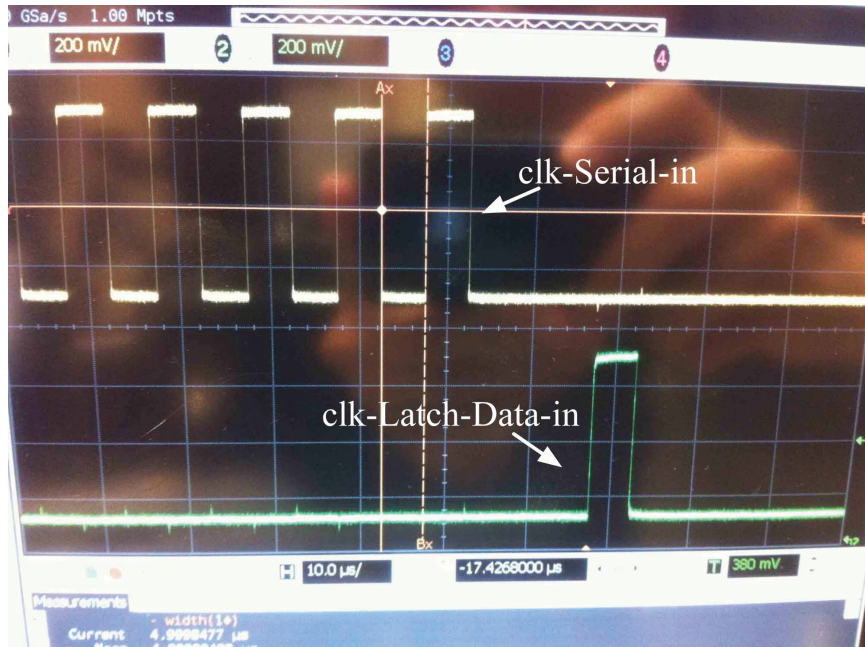 GSa/s 1.00 Mpts
200 mV/ 2 200 mV/ 3 4
Ax
clk-Serial-in
clk-Latch-Data-in
Bx
H 10.0 µs/ -17.4268000 µs T 380 mV
Measurements
- width(1
Current 4.9998477 µs